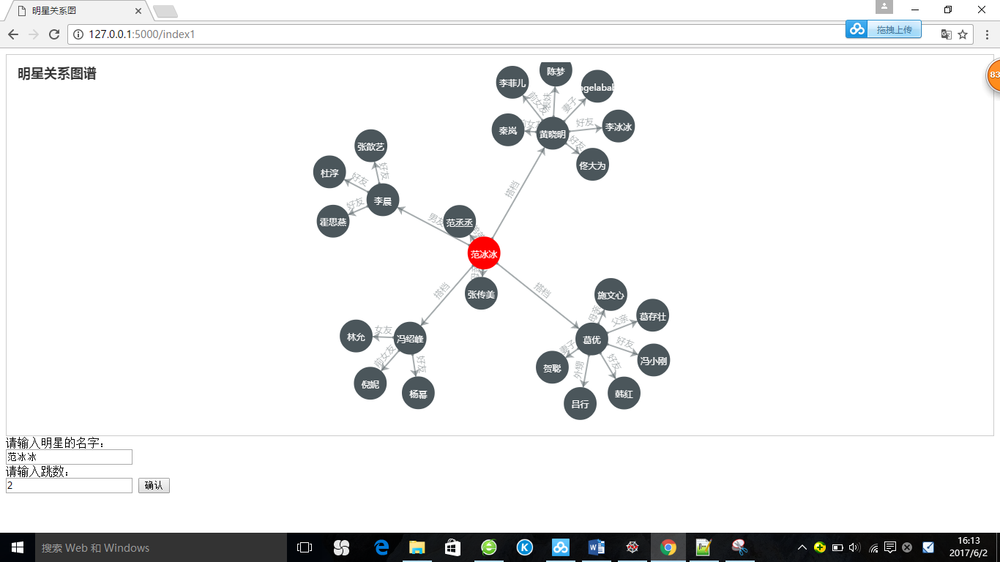 明星关系图
127.0.0.1:5000/index1
拖拽上传
83
明星关系图谱
陈梦
李菲儿
ngelabab
前女友
表妹
妻子
秦岚
黄晓明
好友
李冰冰
好友
佟大为
张歆艺
杜淳
好友
好友
李晨
好友
霍思燕
搭档
男友
范丞丞
范冰冰
张传美
搭档
搭档
施文心
葛存壮
母亲
父亲
林允
女友
冯绍峰
葛优
好友
冯小刚
妻子
贺聪
前女友
好友
外甥
好友
倪妮
杨幂
吕行
韩红
请输入明星的名字：
范冰冰
请输入跳数：
2
确认
搜索 Web 和 Windows
16:13
2017/6/2